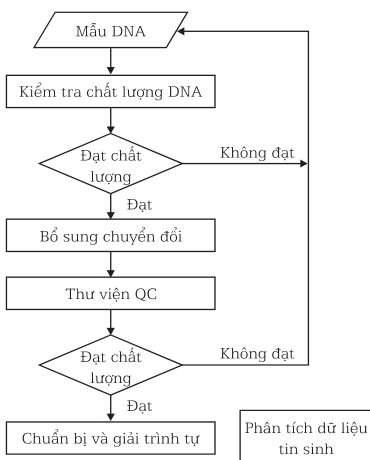 Mẫu DNA
Kiểm tra chất lượng DNA
Đạt chất
lượng
Không đạt
Đạt
Bổ sung chuyển đổi
Thư viện QC
Đạt chất
lượng
Không đạt
Đạt
Chuẩn bị và giải trình tự
Phân tích dữ liệu
tin sinh